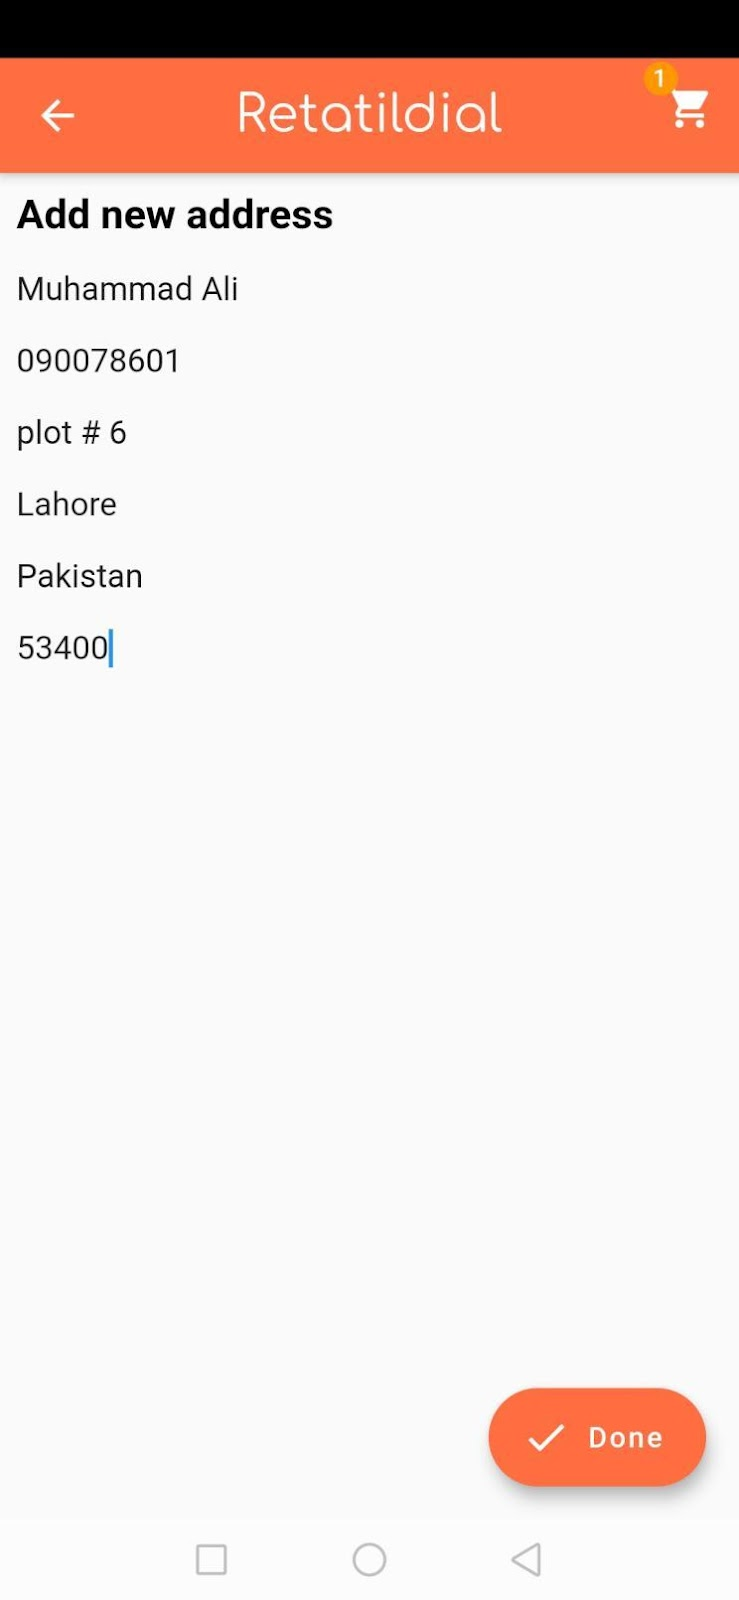 Retatildial
1
Add new address
Muhammad Ali
090078601
plot # 6
Lahore
Pakistan
53400
Done